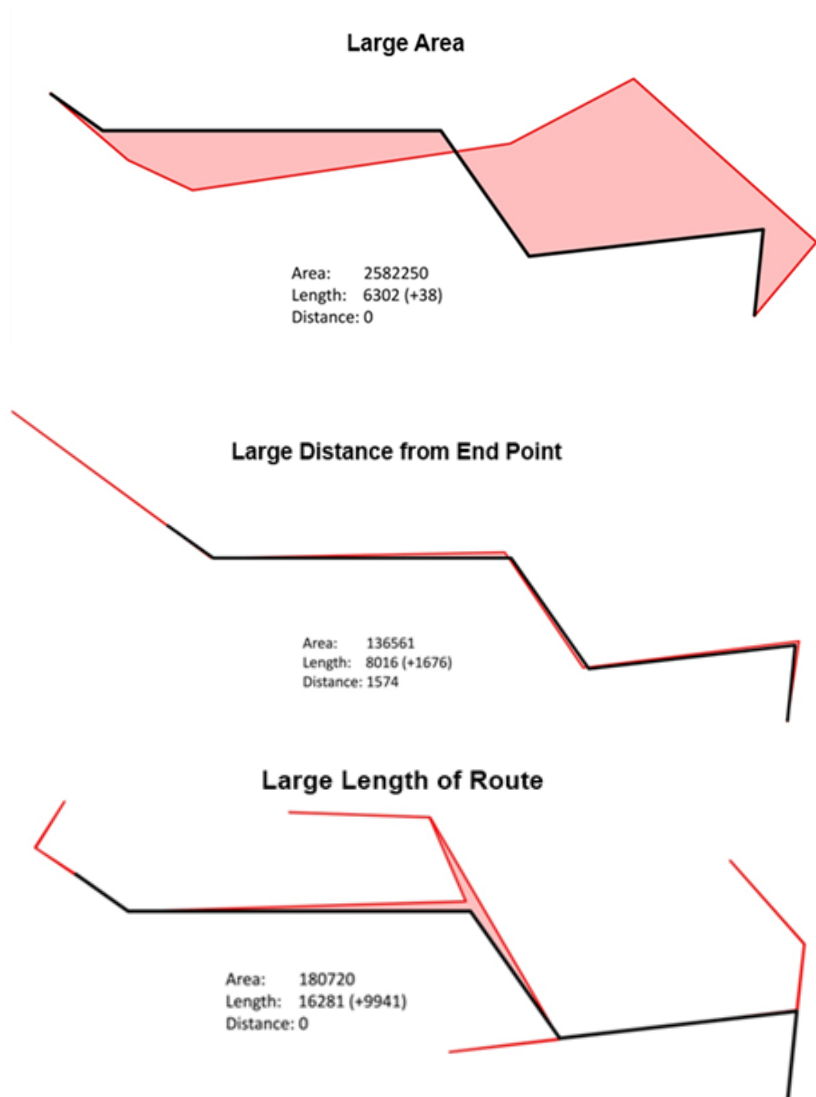 Large Area
Area: 2582250
Length: 6302 (+38)
Distance: 0
Large Distance from End Point
Area: 136561
Length: 8016 (+1676)
Distance: 1574
Large Length of Route
Area: 180720
Length: 16281 (+9941)
Distance: 0